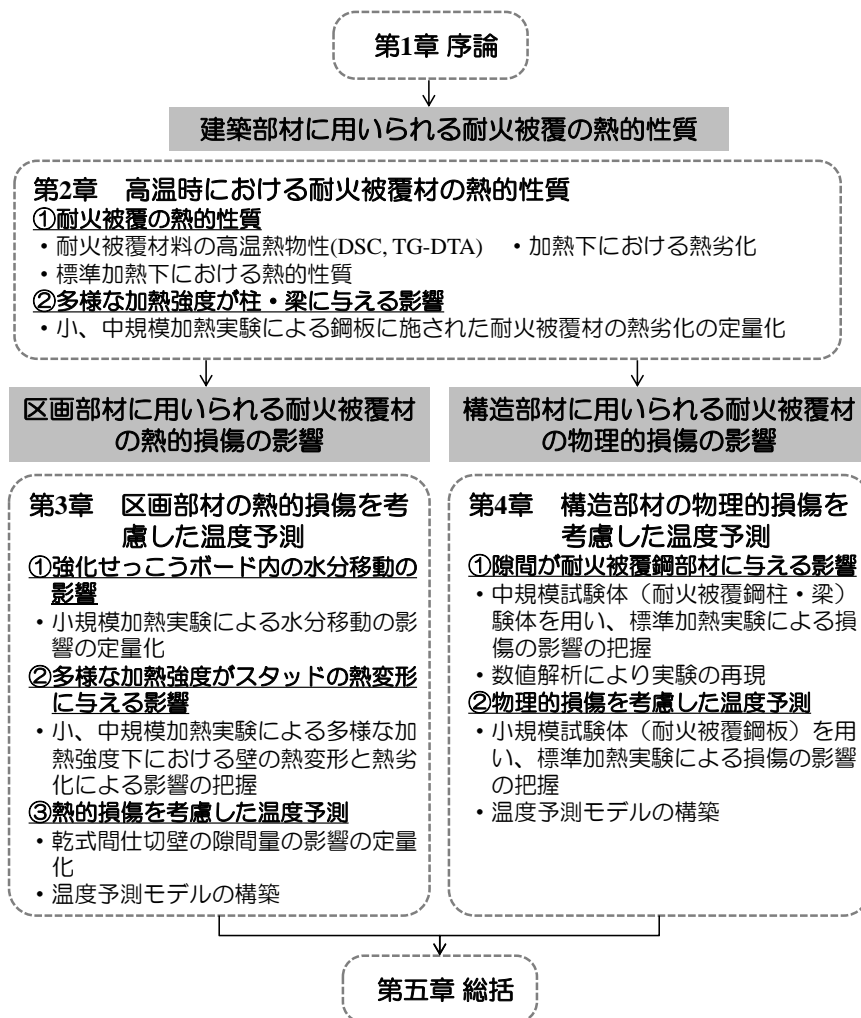 第1章 序論
建築部材に用いられる耐火被覆の熱的性質
第2章　高温時における耐火被覆材の熱的性質
①耐火被覆の熱的性質
・耐火被覆材料の高温熱物性(DSC, TG-DTA)　・加熱下における熱劣化
・標準加熱下における熱的性質
②多様な加熱強度が柱・梁に与える影響
・小、中規模加熱実験による鋼板に施された耐火被覆材の熱劣化の定量化
区画部材に用いられる耐火被覆材
の熱的損傷の影響
第3章　区画部材の熱的損傷を考
慮した温度予測
①強化せっこうボード内の水分移動の
影響
・小規模加熱実験による水分移動の影
響の定量化
②多様な加熱強度がスタッドの熱変形
に与える影響
・小、中規模加熱実験による多様な加
熱強度下における壁の熱変形と熱劣
化による影響の把握
③熱的損傷を考慮した温度予測
・乾式間仕切壁の隙間量の影響の定量
化
・温度予測モデルの構築
構造部材に用いられる耐火被覆材
の物理的損傷の影響
第4章　構造部材の物理的損傷を
考慮した温度予測
①隙間が耐火被覆鋼部材に与える影響
・中規模試験体（耐火被覆鋼柱・梁）
験体を用い、標準加熱実験による損
傷の影響の把握
・数値解析により実験の再現
②物理的損傷を考慮した温度予測
・小規模試験体（耐火被覆鋼板）を用
い、標準加熱実験による損傷の影響
の把握
・温度予測モデルの構築
第五章 総括